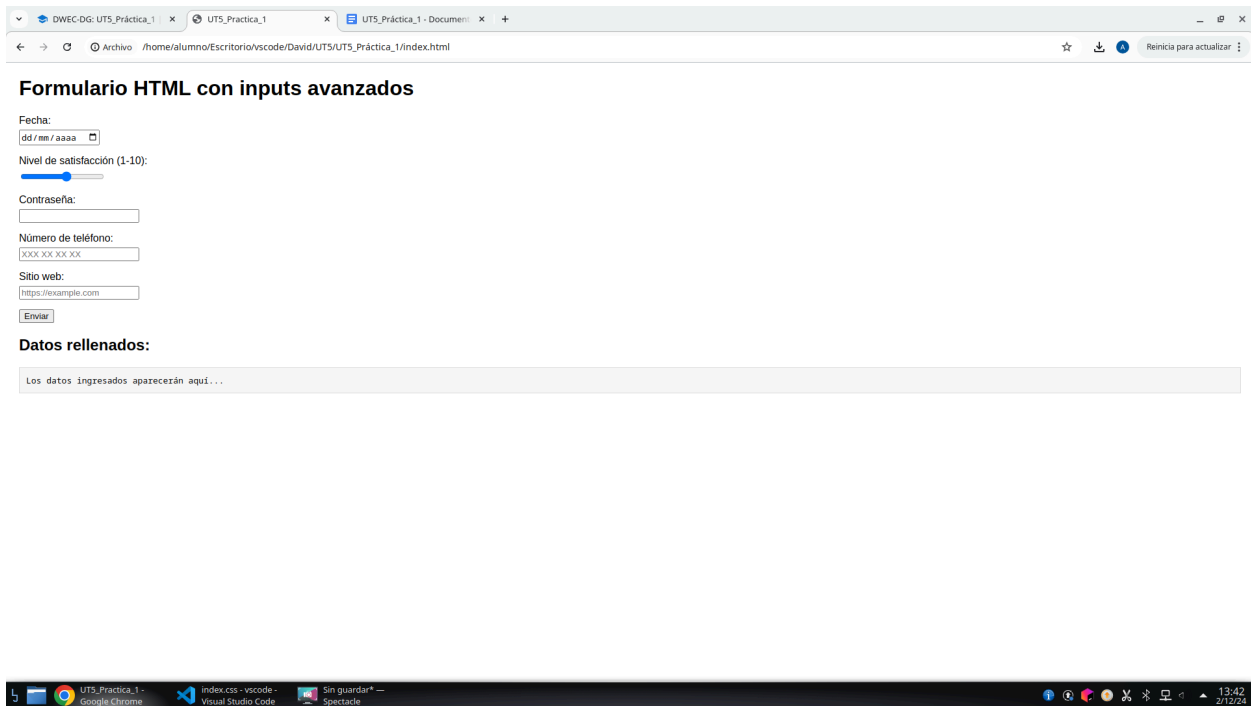 DWEC-DG: UT5_Práctica_1
UT5_Practica_1
UT5_Práctica_1 - Document
Archivo /home/alumno/Escritorio/vscode/David/UT5/UT5_Práctica_1/index.html
A
Reinicia para actualizar
Formulario HTML con inputs avanzados
Fecha:
dd/mm/aaaa
Nivel de satisfacción (1-10):
Contraseña:
Número de teléfono:
XXX XX XX XX
Sitio web:
https://example.com
Enviar
Datos rellenados:
Los datos ingresados aparecerán aquí...
UT5_Practica_1 -
Google Chrome
index.css - vscode -
Visual Studio Code
Sin guardar* —
Spectacle
13:42
2/12/24